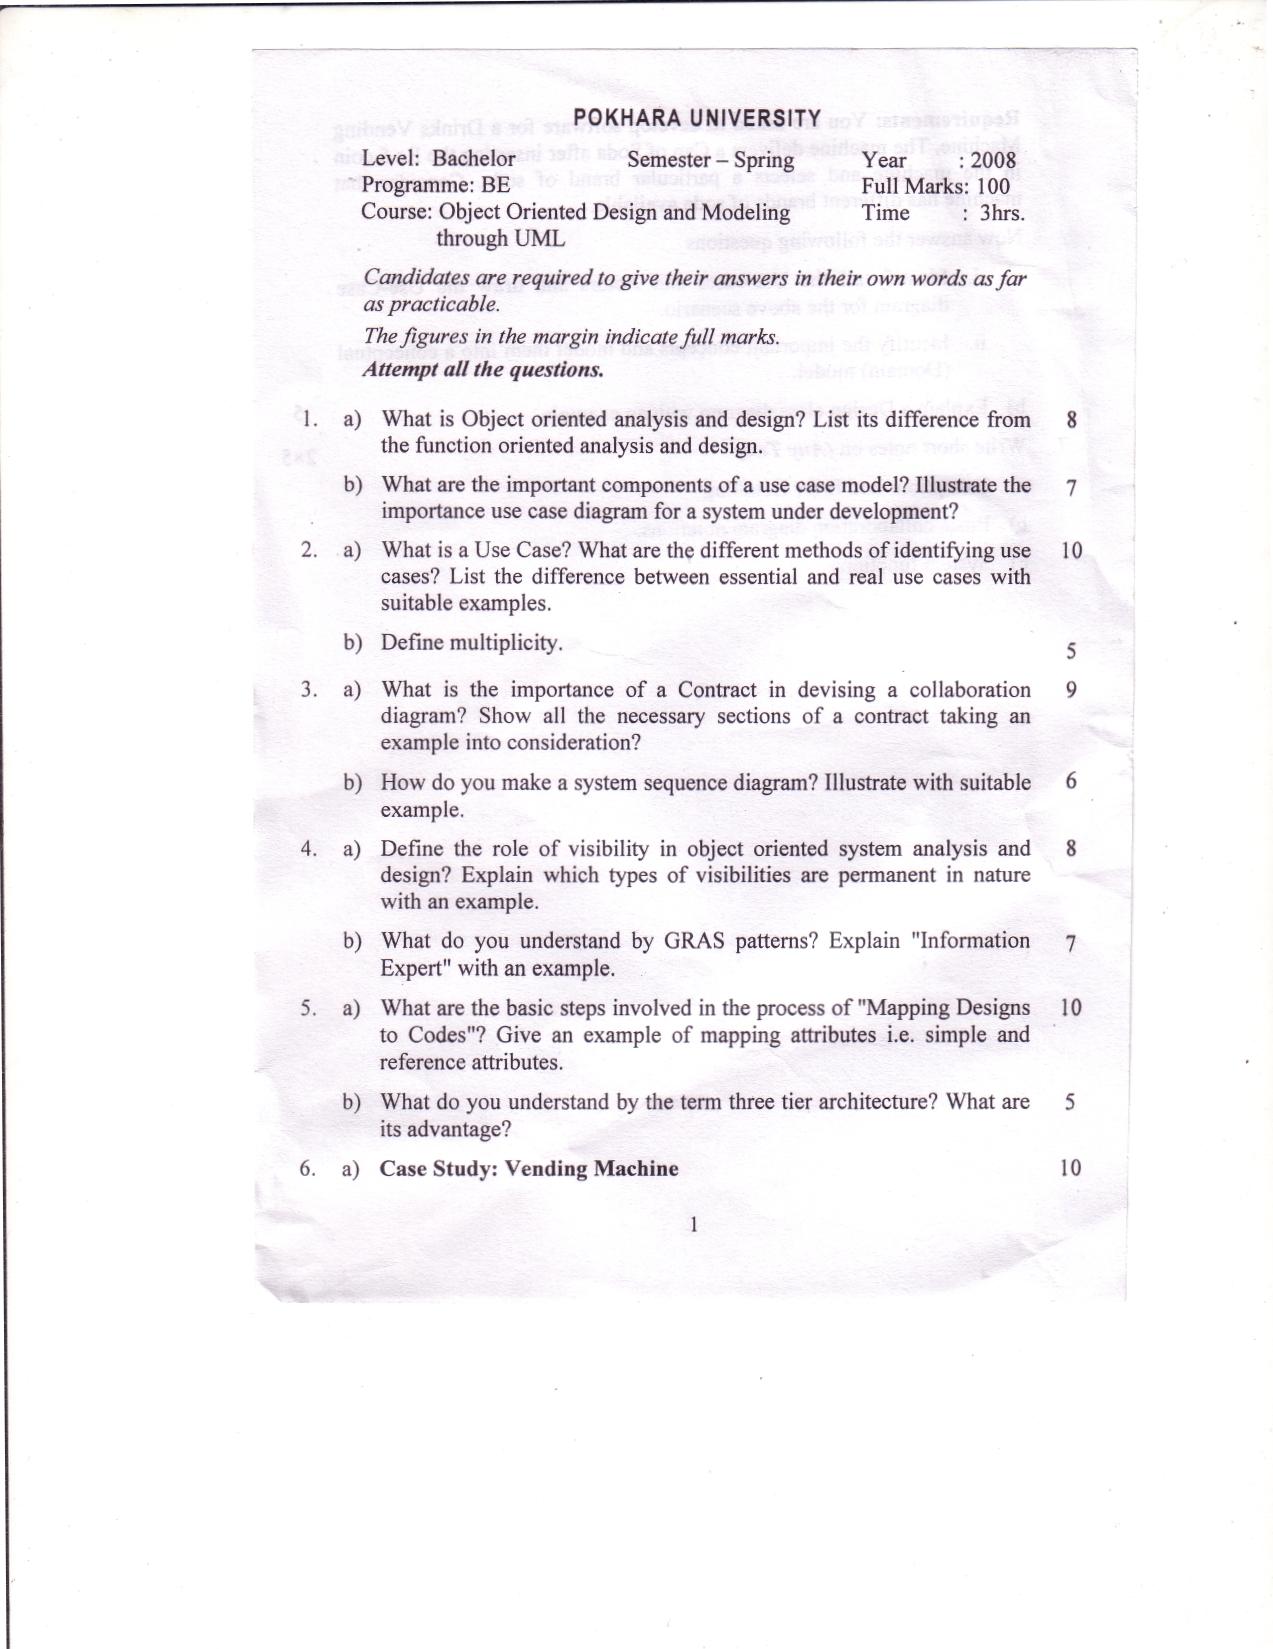 POKHARA UNIVERSITY
Level: Bachelor Semester – Spring Year : 2008
Programme: BE Full Marks: 100
Course: Object Oriented Design and Modeling Time : 3hrs.
through UML
Candidates are required to give their answers in their own words as far
as practicable.
The figures in the margin indicate full marks.
Attempt all the questions.
1. a) What is Object oriented analysis and design? List its difference from 8
the function oriented analysis and design.
b) What are the important components of a use case model? Illustrate the 7
importance use case diagram for a system under development?
2. a) What is a Use Case? What are the different methods of identifying use 10
cases? List the difference between essential and real use cases with
suitable examples.
b) Define multiplicity. 5
3. a) What is the importance of a Contract in devising a collaboration 9
diagram? Show all the necessary sections of a contract taking an
example into consideration?
b) How do you make a system sequence diagram? Illustrate with suitable 6
example.
4. a) Define the role of visibility in object oriented system analysis and 8
design? Explain which types of visibilities are permanent in nature
with an example.
b) What do you understand by GRAS patterns? Explain "Information 7
Expert" with an example.
5. a) What are the basic steps involved in the process of "Mapping Designs 10
to Codes"? Give an example of mapping attributes i.e. simple and
reference attributes.
b) What do you understand by the term three tier architecture? What are 5
its advantage?
6. a) Case Study: Vending Machine 10
1